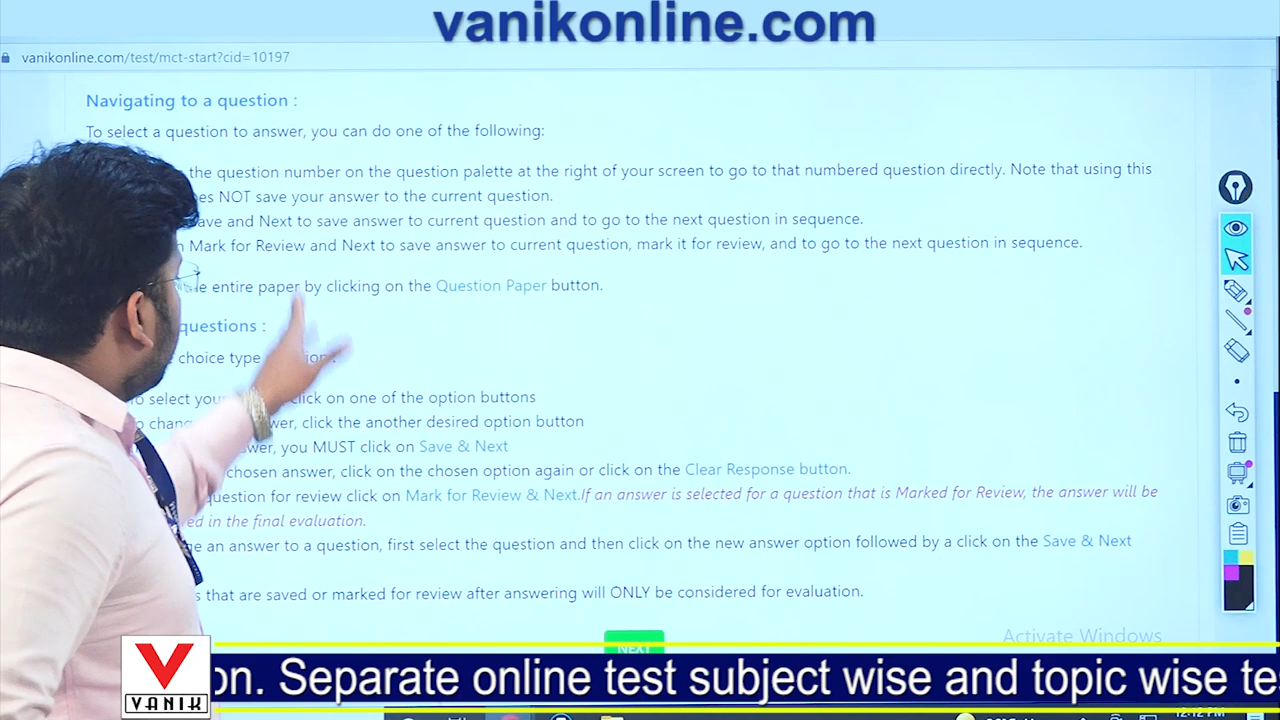 vanikonline.com
vanikonline.com/test/mct-start?cid=10197
Navigating to a question :
To select a question to answer, you can do one of the following:
the question number on the question palette at the right of your screen to go to that numbered question directly. Note that using this
NOT save your answer to the current question.
and Next to save answer to current question and to go to the next question in sequence.
Mark for Review and Next to save answer to current question, mark it for review, and to go to the next question in sequence.
entire paper by clicking on the Question Paper button.
questions :
choice type
select click on one of the option buttons
click the another desired option button
you MUST click on Save & Next
chosen answer, click on the chosen option again or click on the Clear Response button.
question for review click on Mark for Review & Next.If an answer is selected for a question that is Marked for Review, the answer will be
in the final evaluation.
an answer to a question, first select the question and then click on the new answer option followed by a click on the Save & Next
that are saved or marked for review after answering will ONLY be considered for evaluation.
NEXT
Activate Windows
on. Separate online test subject wise and topic wise te
VANIK
12:12 PM